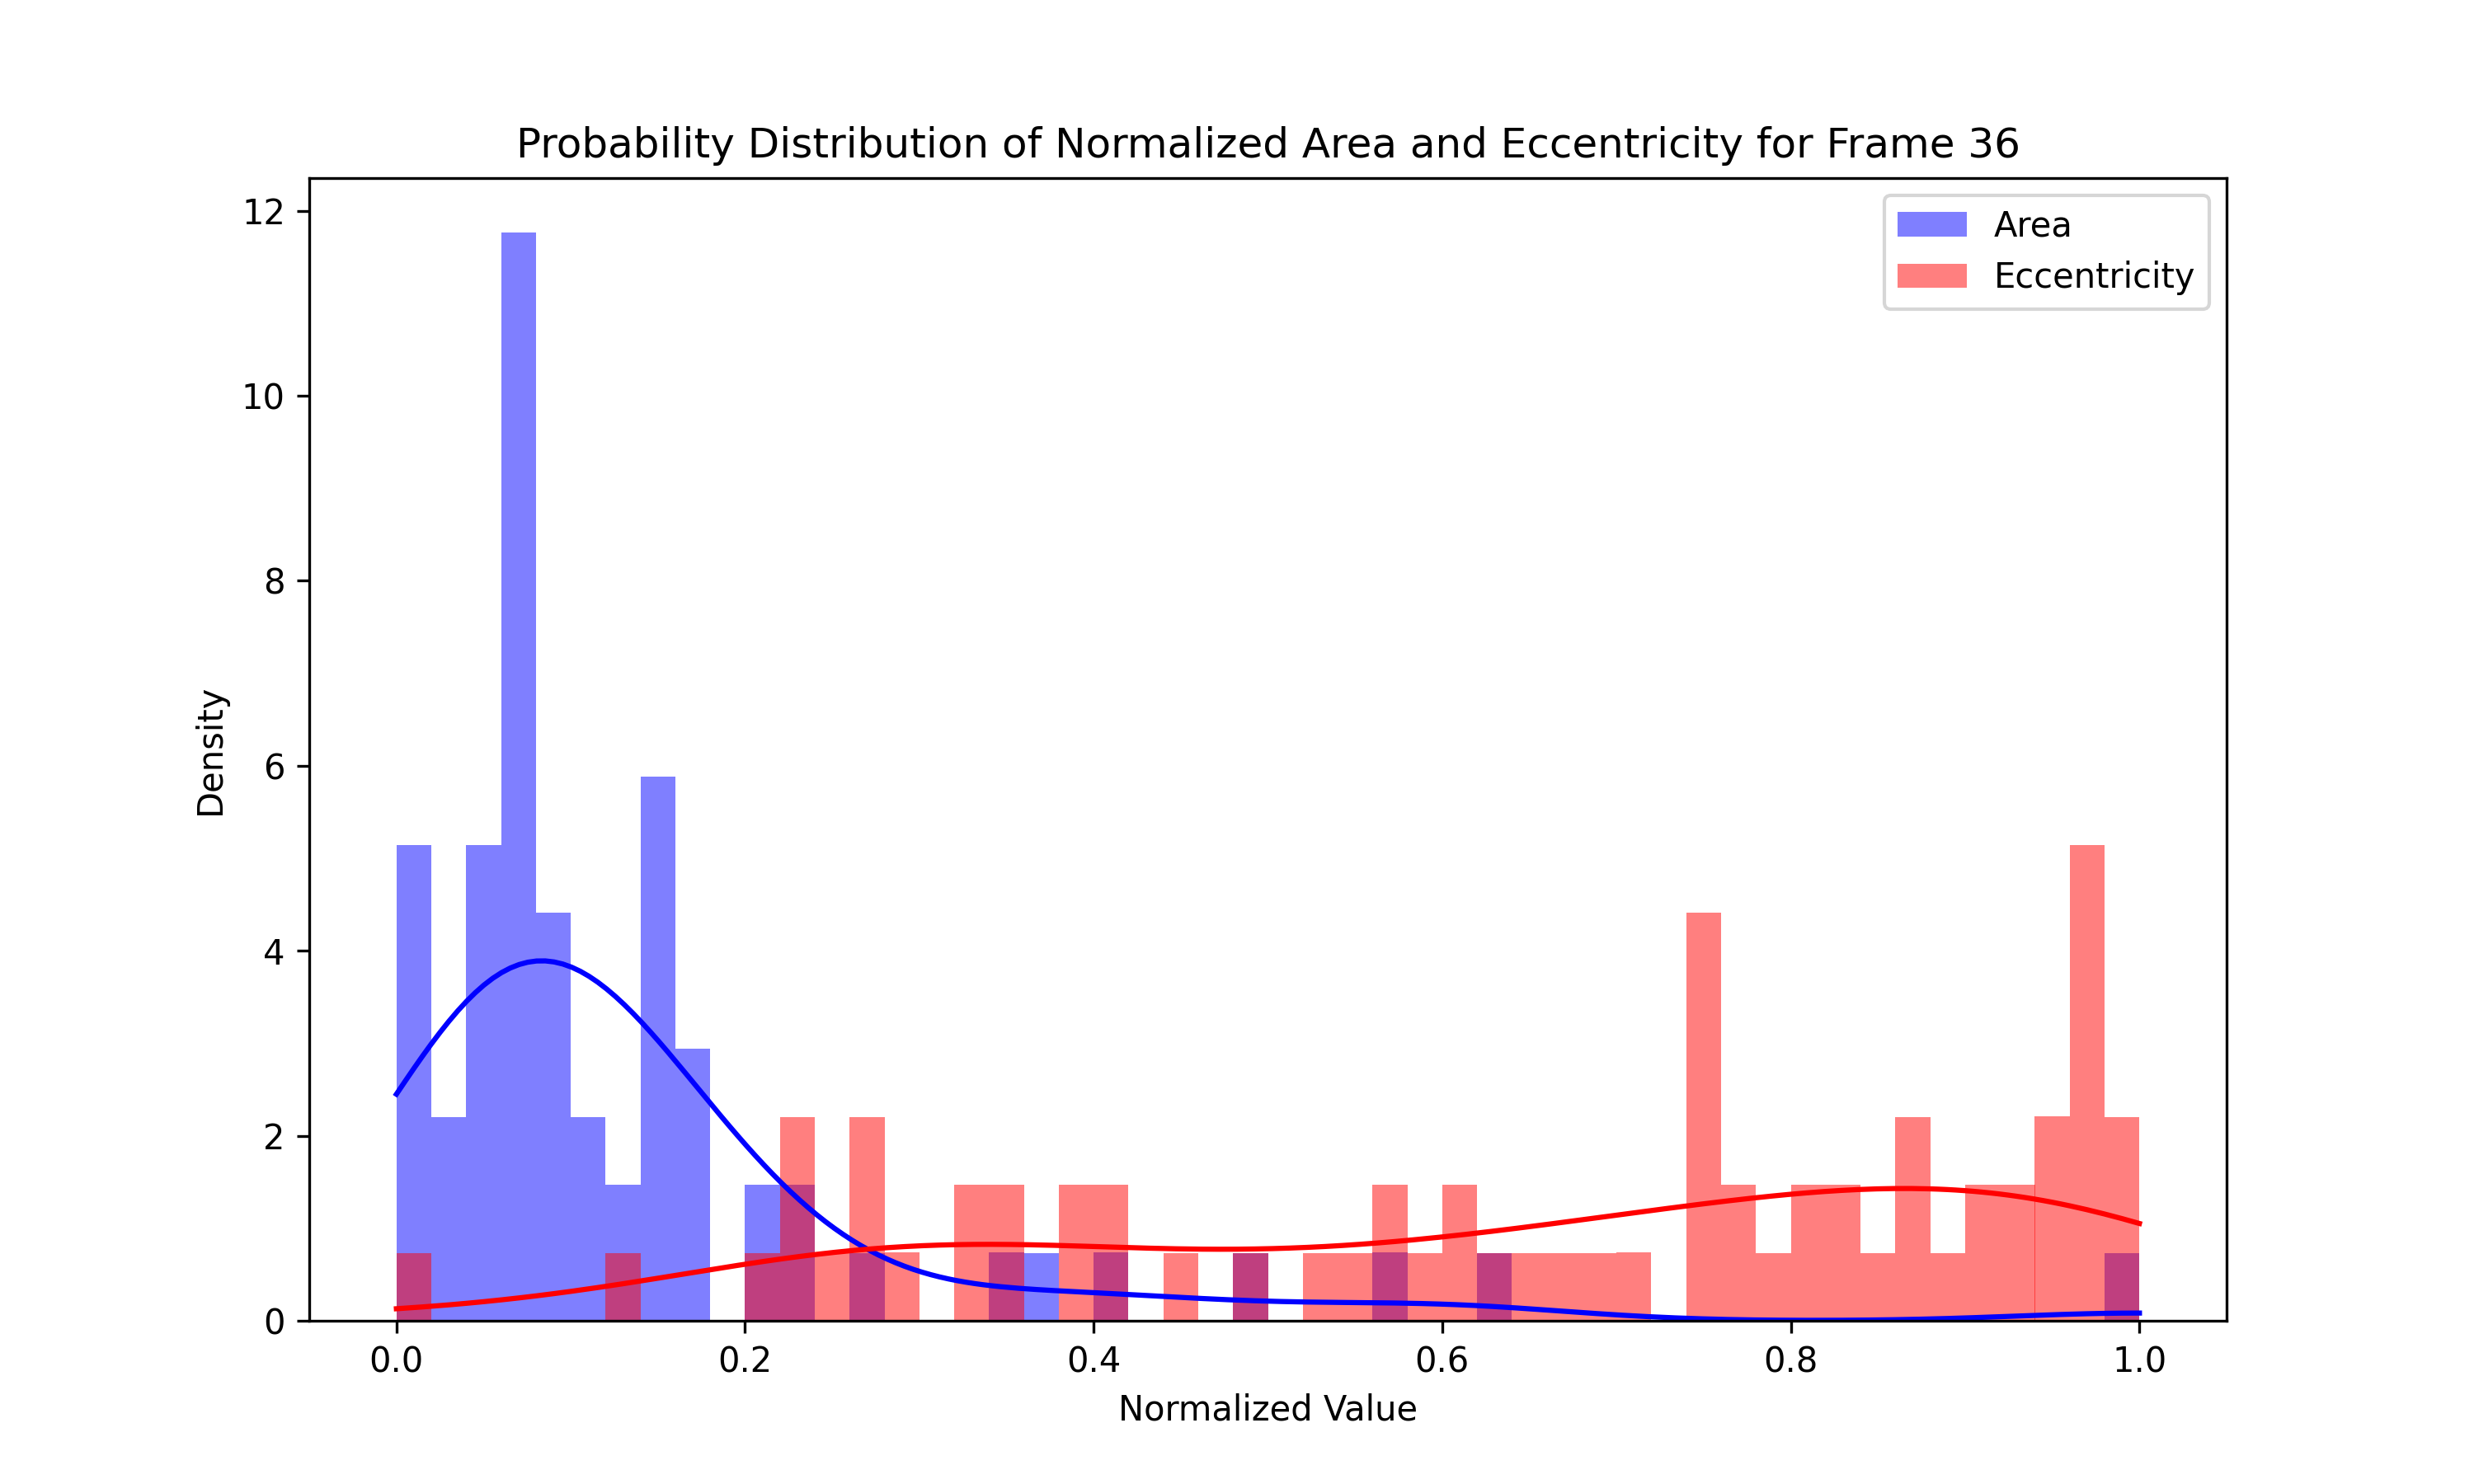 Probability Distribution of Normalized Area and Eccentricity for Frame 36
12
10
8
6
4
2
0
Density
Area
Eccentricity
0.0 0.2 0.4 0.6 0.8 1.0
Normalized Value